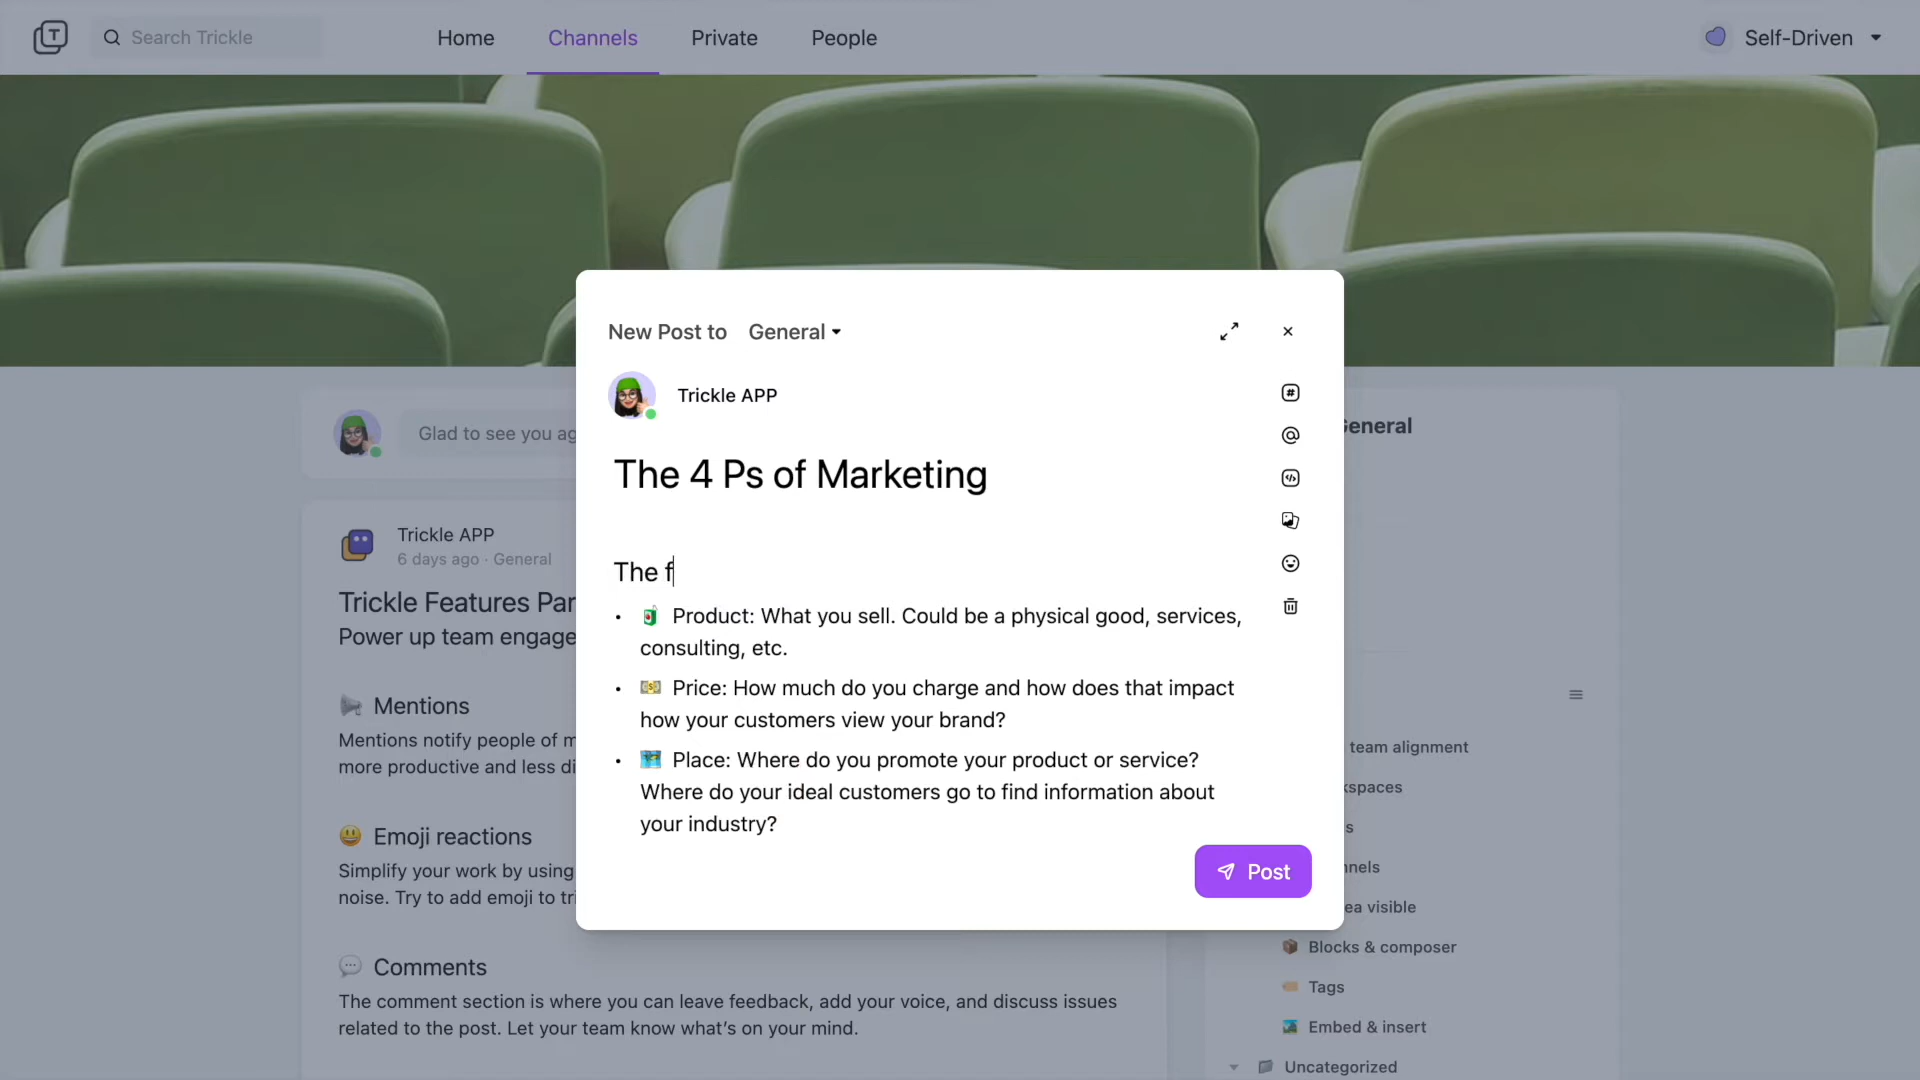 T
Search Trickle
Home
Channels
Private
People
Self-Driven
New Post to General
Trickle APP
The 4 Ps of Marketing
The f
• Product: What you sell. Could be a physical good, services,
consulting, etc.
• Price: How much do you charge and how does that impact
how your customers view your brand?
• Place: Where do you promote your product or service?
Where do your ideal customers go to find information about
your industry?
Post
Glad to see you ag
Trickle APP
6 days ago · General
Trickle Features Par
Power up team engage
Mentions
Mentions notify people of m
more productive and less di
Emoji reactions
Simplify your work by using
noise. Try to add emoji to tri
Comments
The comment section is where you can leave feedback, add your voice, and discuss issues
related to the post. Let your team know what's on your mind.
General
team alignment
kspaces
s
nnels
ea visible
Blocks & composer
Tags
Embed & insert
Uncategorized